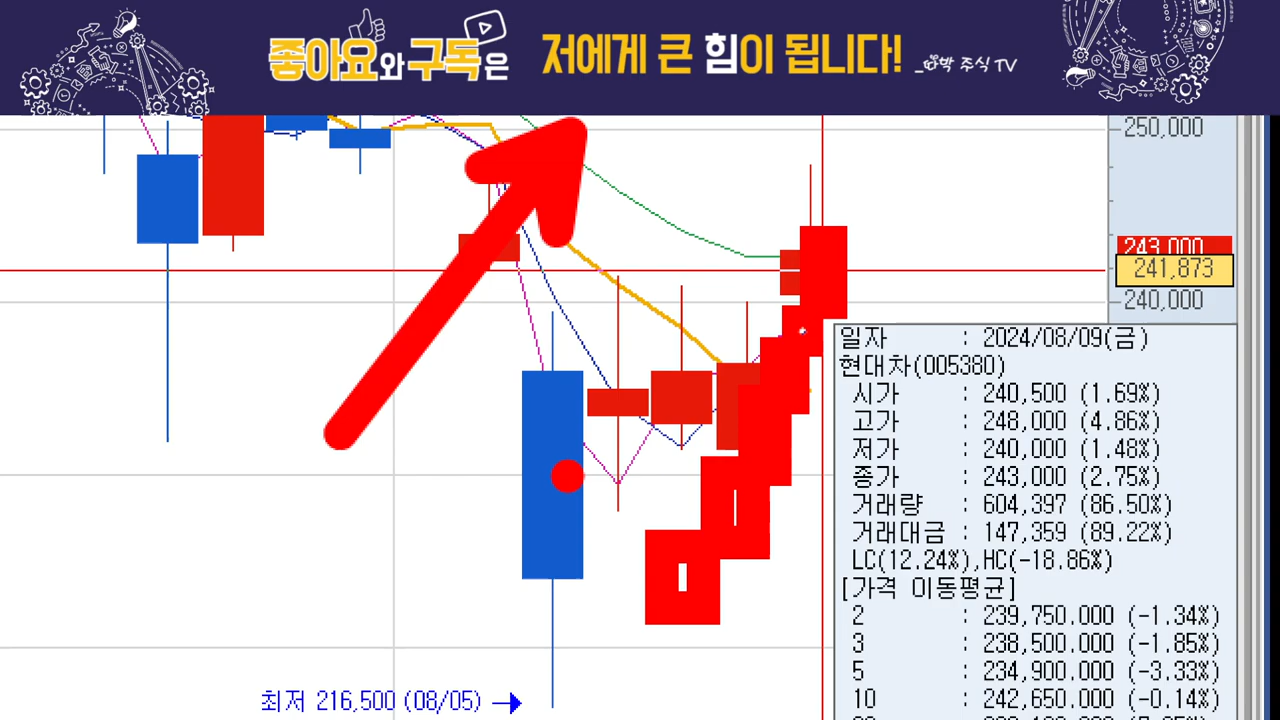 좋아요와 구독은 저에게 큰 힘이 됩니다!
박 주식 TV
250,000
243,000
241,873
240,000
일자 : 2024/08/09(금)
현대차(005380)
시가 : 240,500 (1.69%)
고가 : 248,000 (4.86%)
저가 : 240,000 (1.48%)
종가 : 243,000 (2.75%)
거래량 : 604,397 (86.50%)
거래대금 : 147,359 (89.22%)
LC(12.24%),HC(-18.86%)
[가격 이동평균]
2 : 239,750.000 (-1.34%)
3 : 238,500.000 (-1.85%)
5 : 234,900.000 (-3.33%)
10 : 242,650.000 (-0.14%)
최저 216,500 (08/05)